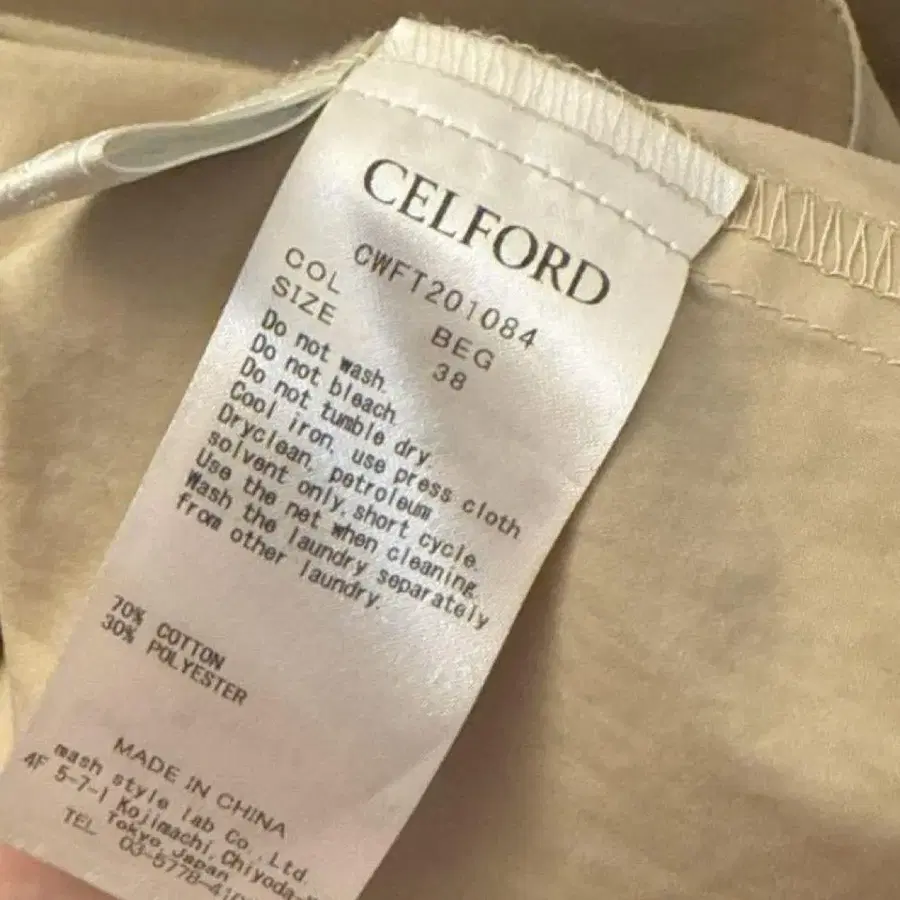 CELFORD
CWFT201084
COL BEG
SIZE 38
Do not wash.
Do not bleach.
Do not tumble dry.
Cool iron, use press cloth
Dryclean, petroleum
solvent only, short cycle.
Use the net when cleaning.
Wash the laundry separately
from other laundry.
70% COTTON
30% POLYESTER
MADE IN CHINA
mash style lab Co., Ltd.
4F 5-7-1 Kojimachi, Chiyoda-
Tokyo, Japan
TEL 03-5778-41